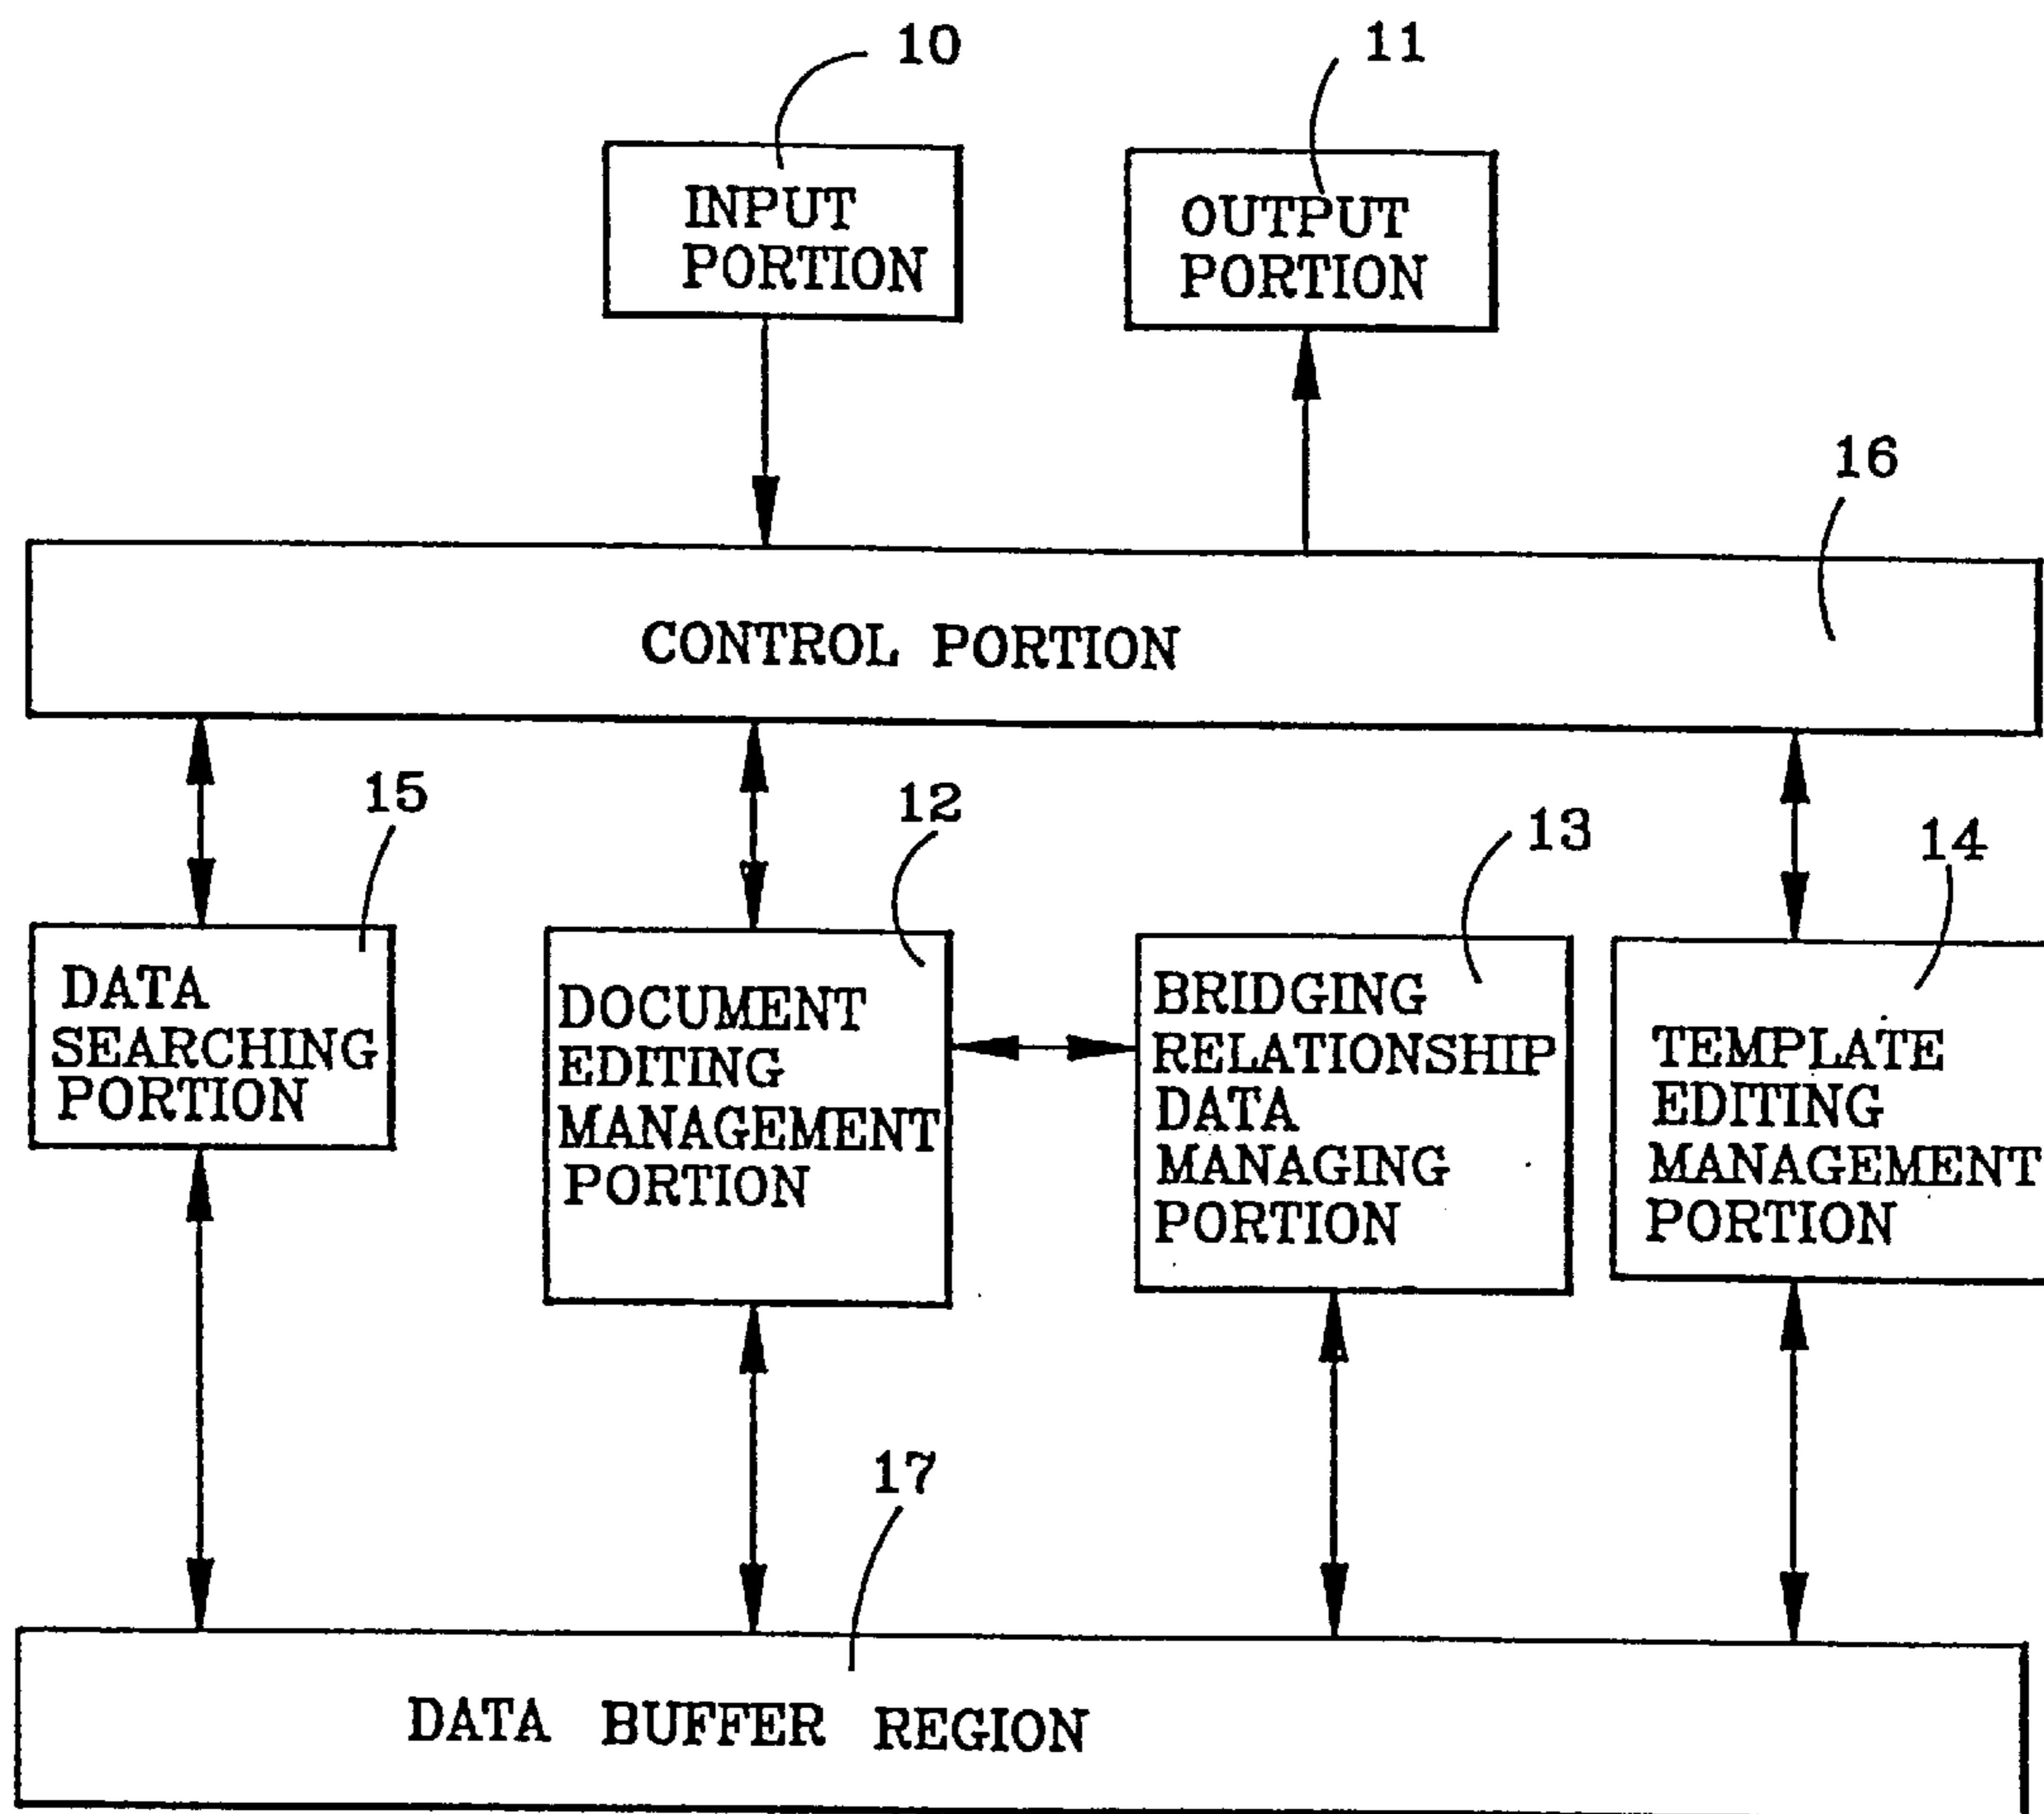 10
11
INPUT
PORTION
OUTPUT
PORTION
16
CONTROL PORTION
15
12
13
14
DATA
SEARCHING
PORTION
DOCUMENT
EDITING
MANAGEMENT
PORTION
BRIDGING
RELATIONSHIP
DATA
MANAGING
PORTION
TEMPLATE
EDITING
MANAGEMENT
PORTION
17
DATA BUFFER REGION